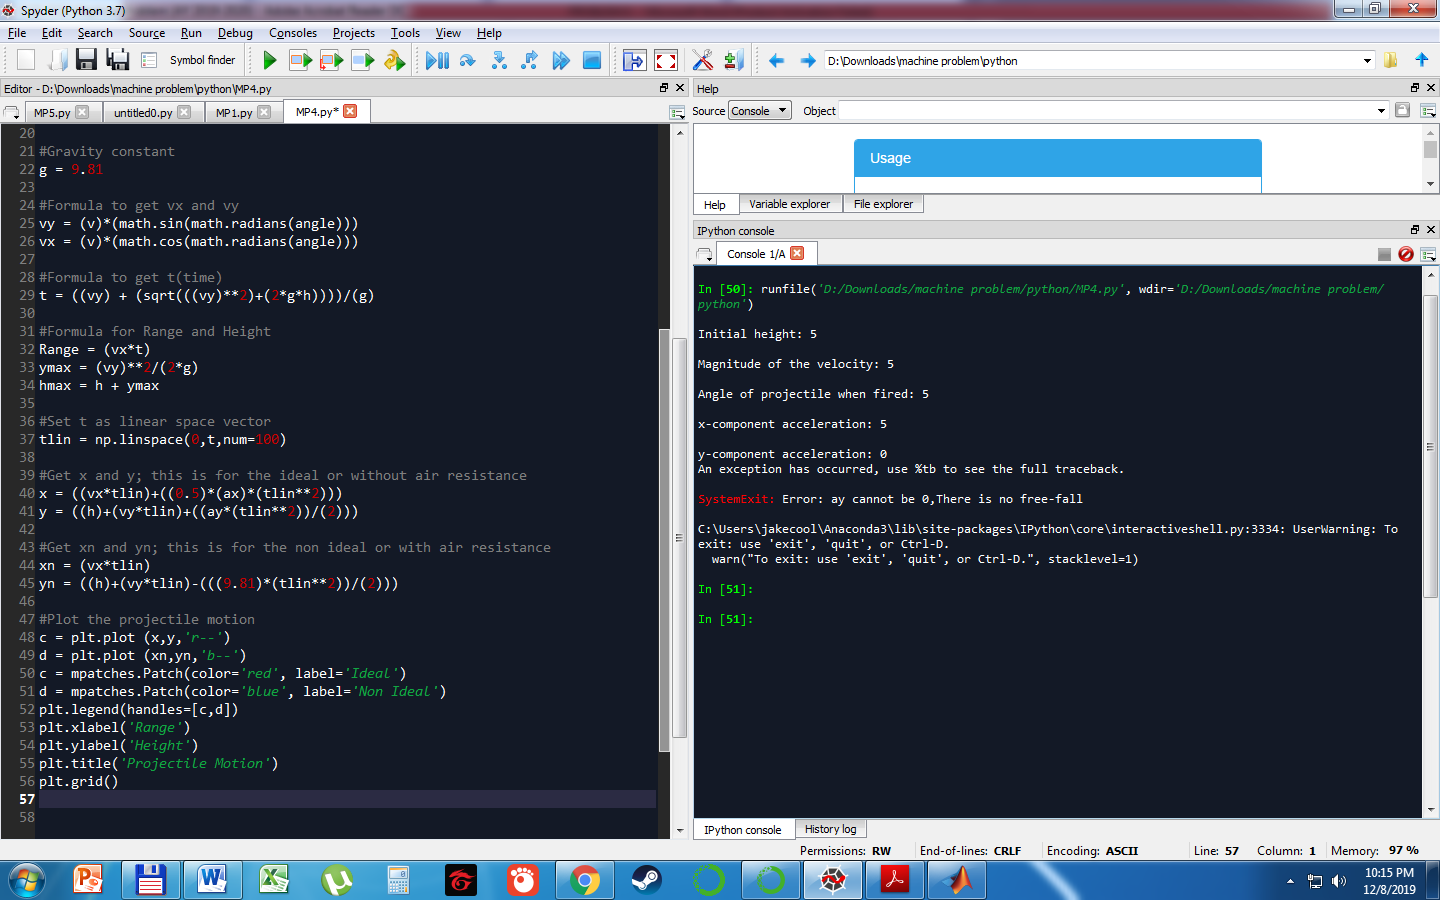 Spyder (Python 3.7)
File Edit Search Source Run Debug Consoles Projects Tools View Help
Symbol finder
D:\Downloads\machine problem\python
Editor - D:\Downloads\machine problem\python\MP4.py
MP5.py untitled0.py MP1.py MP4.py*
20
21 #Gravity constant
22 g = 9.81
23
24 #Formula to get vx and vy
25 vy = (v)*(math.sin(math.radians(angle)))
26 vx = (v)*(math.cos(math.radians(angle)))
27
28 #Formula to get t(time)
29 t = ((vy) + (sqrt(((vy)**2)+(2*g*h))))/(g)
30
31 #Formula for Range and Height
32 Range = (vx*t)
33 ymax = (vy)**2/(2*g)
34 hmax = h + ymax
35
36 #Set t as linear space vector
37 tlin = np.linspace(0,t,num=100)
38
39 #Get x and y; this is for the ideal or without air resistance
40 x = ((vx*tlin)+((0.5)*(ax)*(tlin**2)))
41 y = ((h)+(vy*tlin)+((ay*(tlin**2))/(2)))
42
43 #Get xn and yn; this is for the non ideal or with air resistance
44 xn = (vx*tlin)
45 yn = ((h)+(vy*tlin)-(((9.81)*(tlin**2))/(2)))
46
47 #Plot the projectile motion
48 c = plt.plot (x,y,'r--')
49 d = plt.plot (xn,yn,'b--')
50 c = mpatches.Patch(color='red', label='Ideal')
51 d = mpatches.Patch(color='blue', label='Non Ideal')
52 plt.legend(handles=[c,d])
53 plt.xlabel('Range')
54 plt.ylabel('Height')
55 plt.title('Projectile Motion')
56 plt.grid()
57
58
Help
Source Console Object
Usage
Help Variable explorer File explorer
IPython console
Console 1/A
In [50]: runfile('D:/Downloads/machine problem/python/MP4.py', wdir='D:/Downloads/machine problem/
python')
Initial height: 5
Magnitude of the velocity: 5
Angle of projectile when fired: 5
x-component acceleration: 5
y-component acceleration: 0
An exception has occurred, use %tb to see the full traceback.
SystemExit: Error: ay cannot be 0,There is no free-fall
C:\Users\jakecool\Anaconda3\lib\site-packages\IPython\core\interactiveshell.py:3334: UserWarning: To
exit: use 'exit', 'quit', or Ctrl-D.
warn("To exit: use 'exit', 'quit', or Ctrl-D.", stacklevel=1)
In [51]:
In [51]:
IPython console History log
Permissions: RW End-of-lines: CRLF Encoding: ASCII Line: 57 Column: 1 Memory: 97 %
10:15 PM
12/8/2019